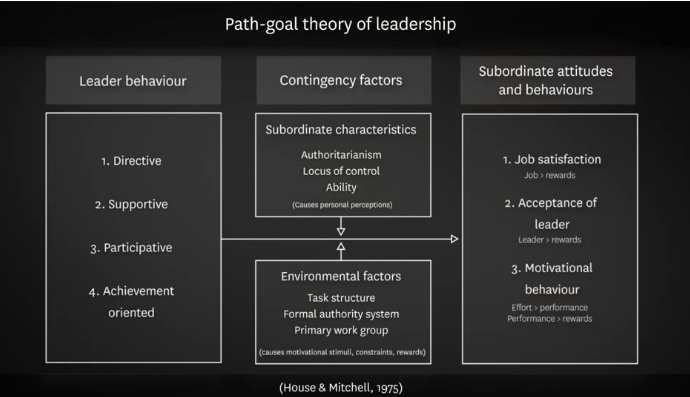 Path-goal theory of leadership
Leader behaviour
1. Directive
2. Supportive
3. Participative
4. Achievement
oriented
Contingency factors
Subordinate characteristics
Authoritarianism
Locus of control
Ability
(Causes personal perceptions)
Environmental factors
Task structure
Formal authority system
Primary work group
(causes motivational stimuli, constraints, rewards)
Subordinate attitudes
and behaviours
1. Job satisfaction
Job > rewards
2. Acceptance of
leader
Leader > rewards
3. Motivational
behaviour
Effort > performance
Performance > rewards
(House & Mitchell, 1975)